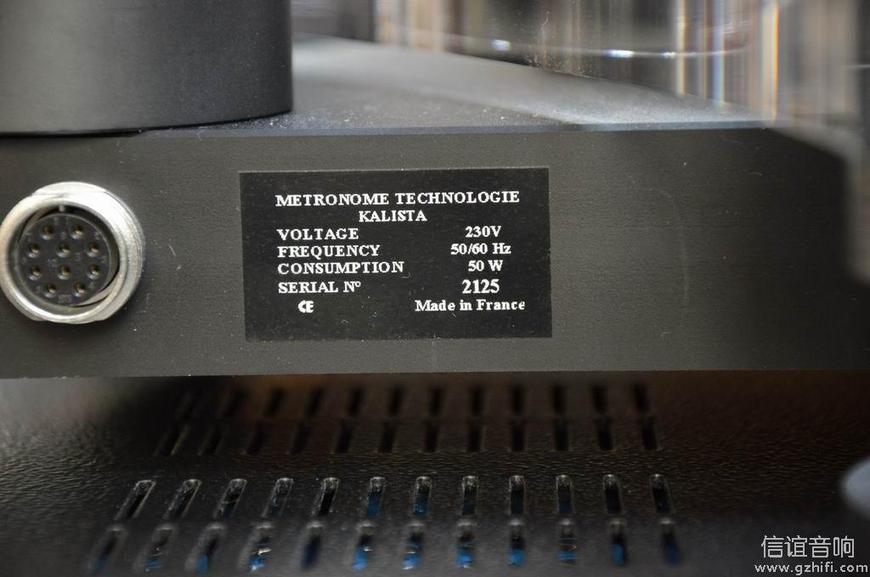 METRONOME TECHNOLOGIE
KALISTA
VOLTAGE 230V
FREQUENCY 50/60 Hz
CONSUMPTION 50 W
SERIAL Nº 2125
CE Made in France
信谊音响
www.gzhifi.com